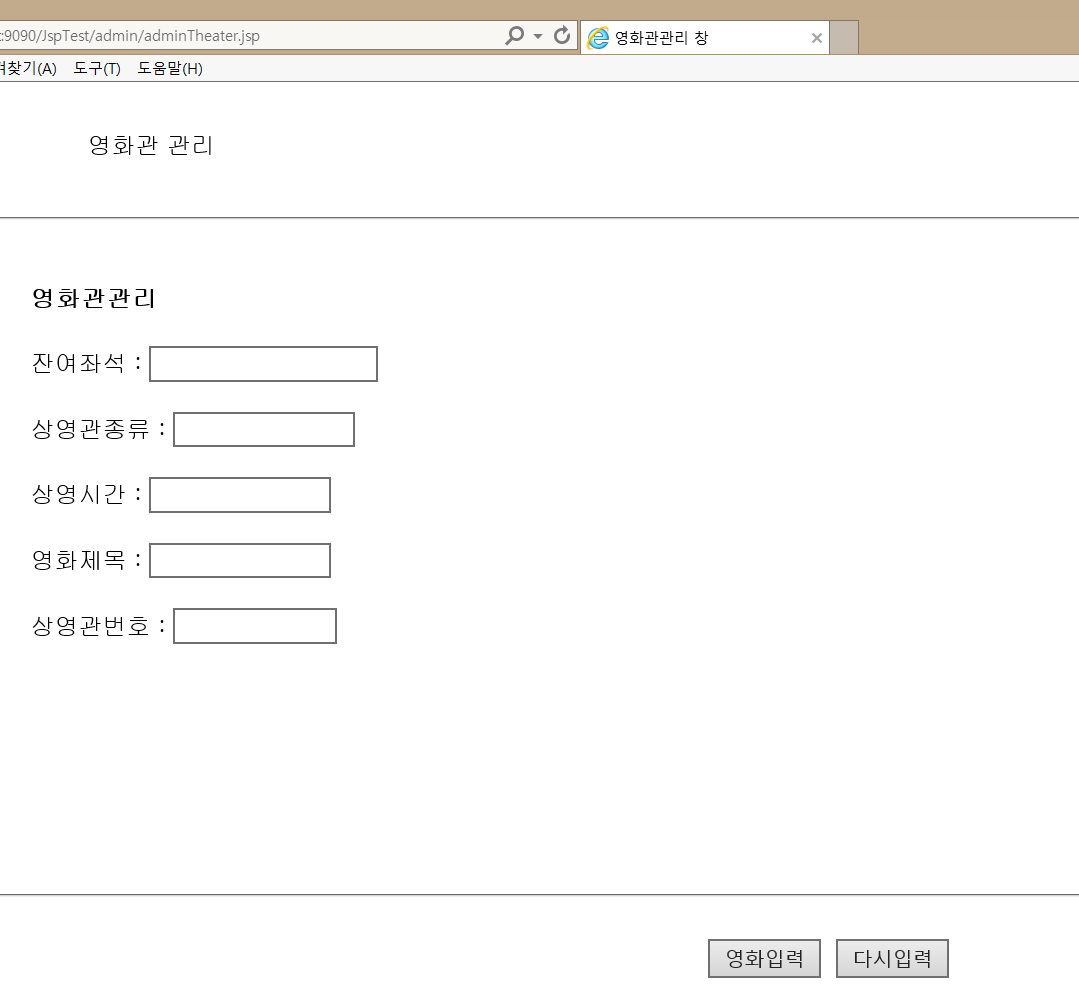 :9090/JspTest/admin/adminTheater.jsp
영화관관리 창
겨찾기(A) 도구(T) 도움말(H)
영화관 관리
영화관관리
잔여좌석 :
상영관종류 :
상영시간 :
영화제목 :
상영관번호 :
영화입력 다시입력